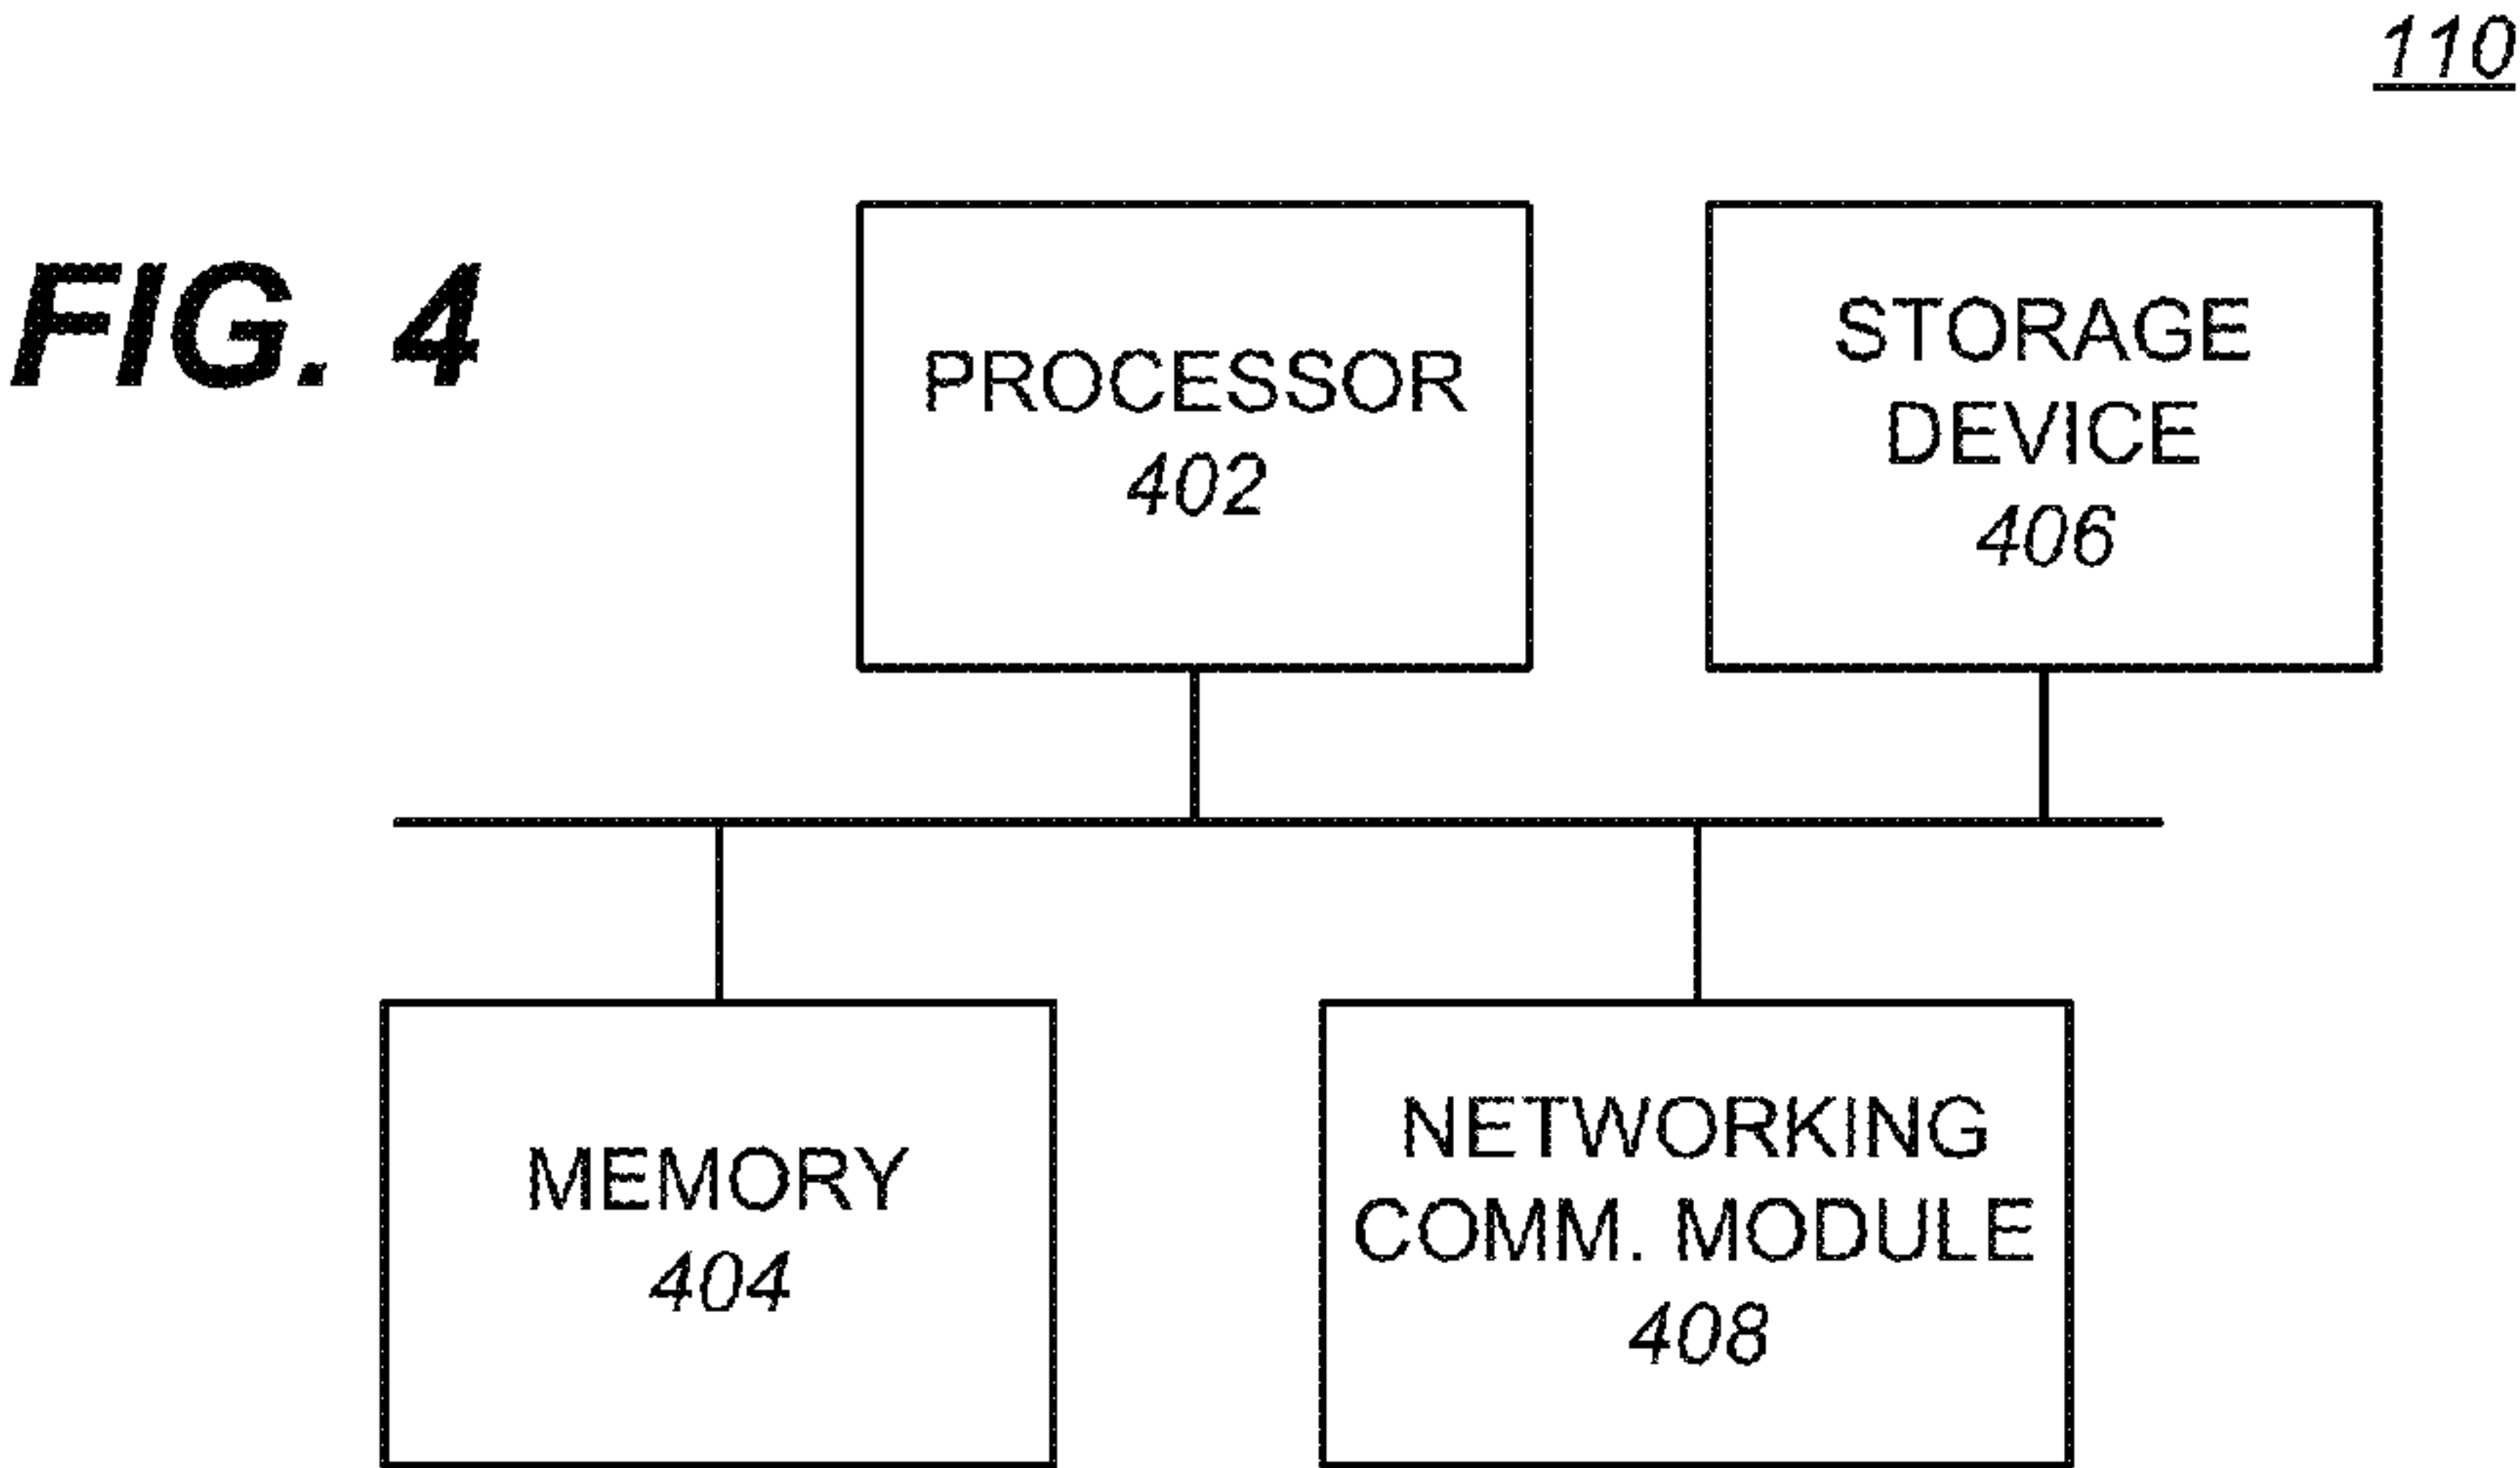 110
FIG. 4
PROCESSOR
402
STORAGE
DEVICE
406
MEMORY
404
NETWORKING
COMM. MODULE
408